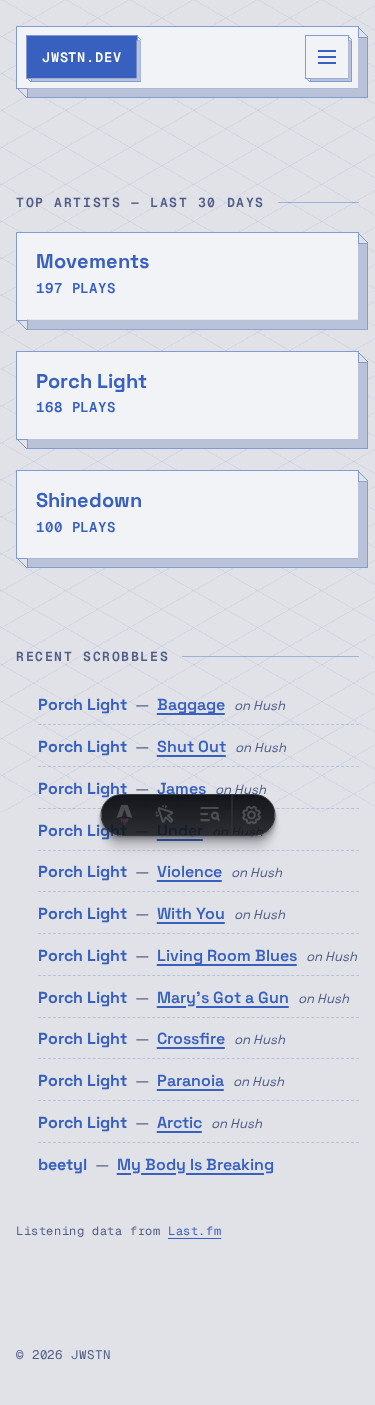 JWSTN.DEV
TOP ARTISTS — LAST 30 DAYS
Movements
197 PLAYS
Porch Light
168 PLAYS
Shinedown
100 PLAYS
RECENT SCROBBLES
Porch Light — Baggage on Hush
Porch Light — Shut Out on Hush
Porch Light — James on Hush
Porch Light — Under on Hush
Porch Light — Violence on Hush
Porch Light — With You on Hush
Porch Light — Living Room Blues on Hush
Porch Light — Mary’s Got a Gun on Hush
Porch Light — Crossfire on Hush
Porch Light — Paranoia on Hush
Porch Light — Arctic on Hush
beetyl — My Body Is Breaking
Listening data from Last.fm
© 2026 JWSTN